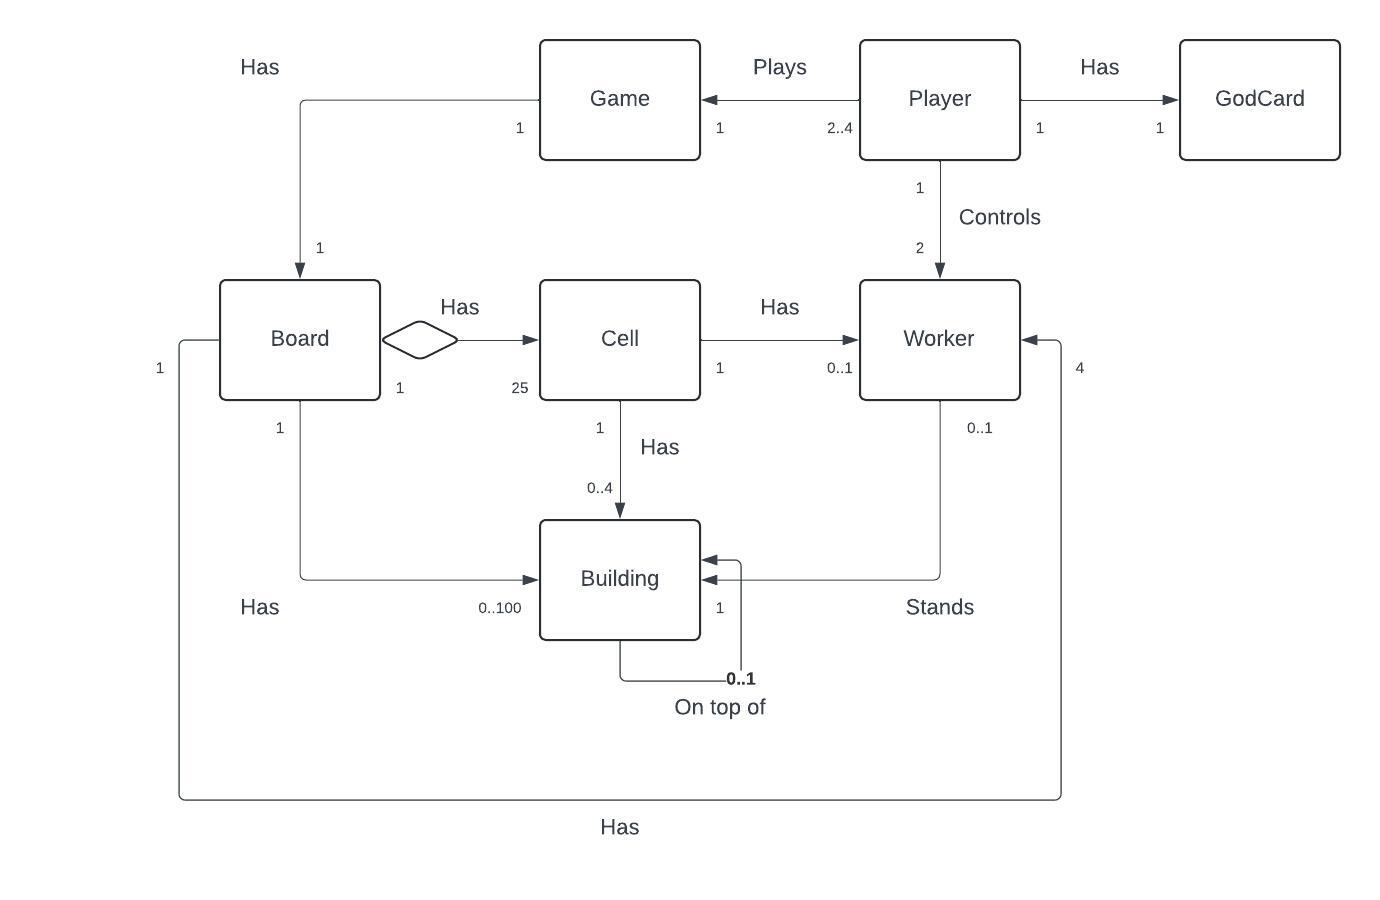 Has
Plays
Has
Game
Player
GodCard
1
1
2..4
1
1
1
Controls
1
2
Has
Has
Board
Cell
Worker
1
1
25
1
0..1
4
1
1
0..1
Has
0..4
Building
Has
0..100
1
Stands
0..1
On top of
Has